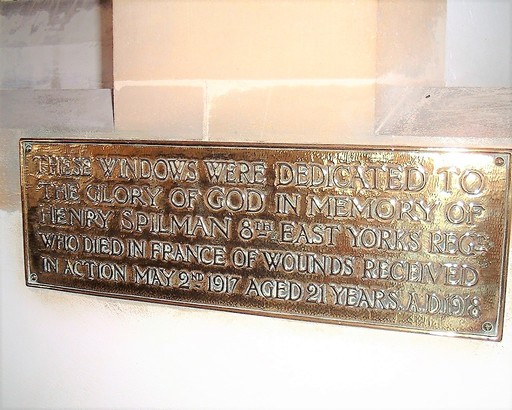 THESE WINDOWS WERE DEDICATED TO
THE GLORY OF GOD IN MEMORY OF
HENRY SPILMAN 8TH EAST YORKS REGT
WHO DIED IN FRANCE OF WOUNDS RECEIVED
IN ACTION MAY 2ND 1917 AGED 21 YEARS A.D.1918